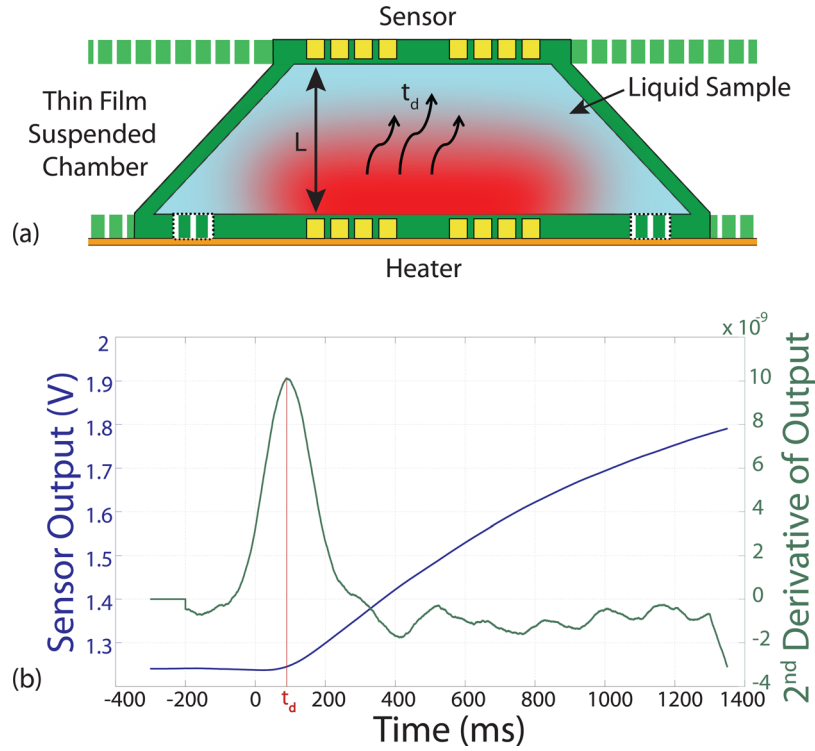 Sensor
Thin Film
Suspended
Chamber
L
t_d
Liquid Sample
(a)
Heater
x 10^-9
2
1.9
1.8
1.7
1.6
1.5
1.4
1.3
Sensor Output (V)
10
8
6
4
2
0
-2
-4
2nd Derivative of Output
(b)
-400
-200
0
t_d
200
400
600
800
1000
1200
1400
Time (ms)